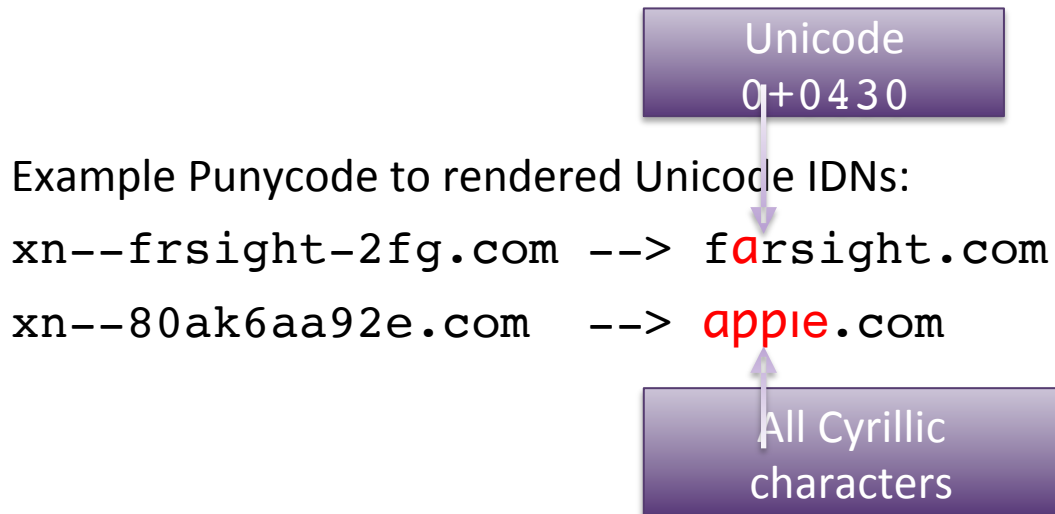 Unicode
0+0430
Example Punycode to rendered Unicode IDNs:
xn--frsight-2fg.com --> fаrsight.com
xn--80ak6aa92e.com --> аррӏе.com
All Cyrillic
characters